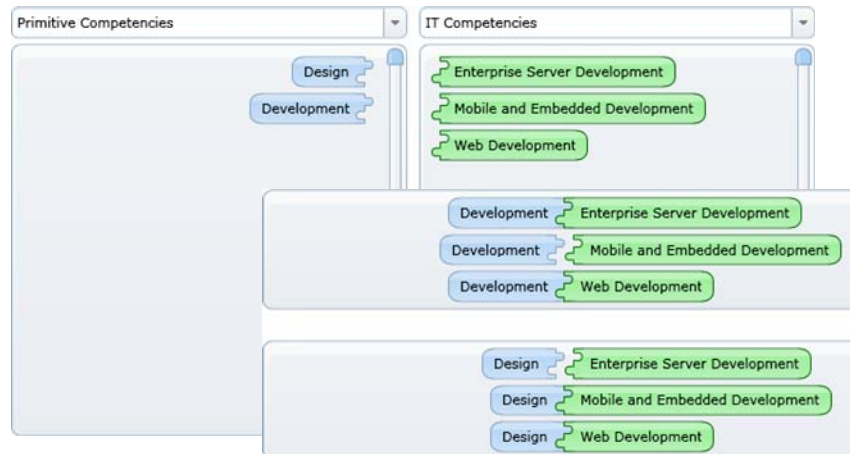 Primitive Competencies
IT Competencies
Design
Enterprise Server Development
Development
Mobile and Embedded Development
Web Development
Development Enterprise Server Development
Development Mobile and Embedded Development
Development Web Development
Design Enterprise Server Development
Design Mobile and Embedded Development
Design Web Development